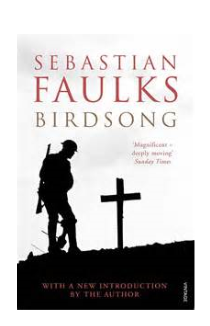 SEBASTIAN
FAULKS
BIRDSONG
'Magnificent –
deeply moving'
Sunday Times
WITH A NEW INTRODUCTION
BY THE AUTHOR
VINTAGE